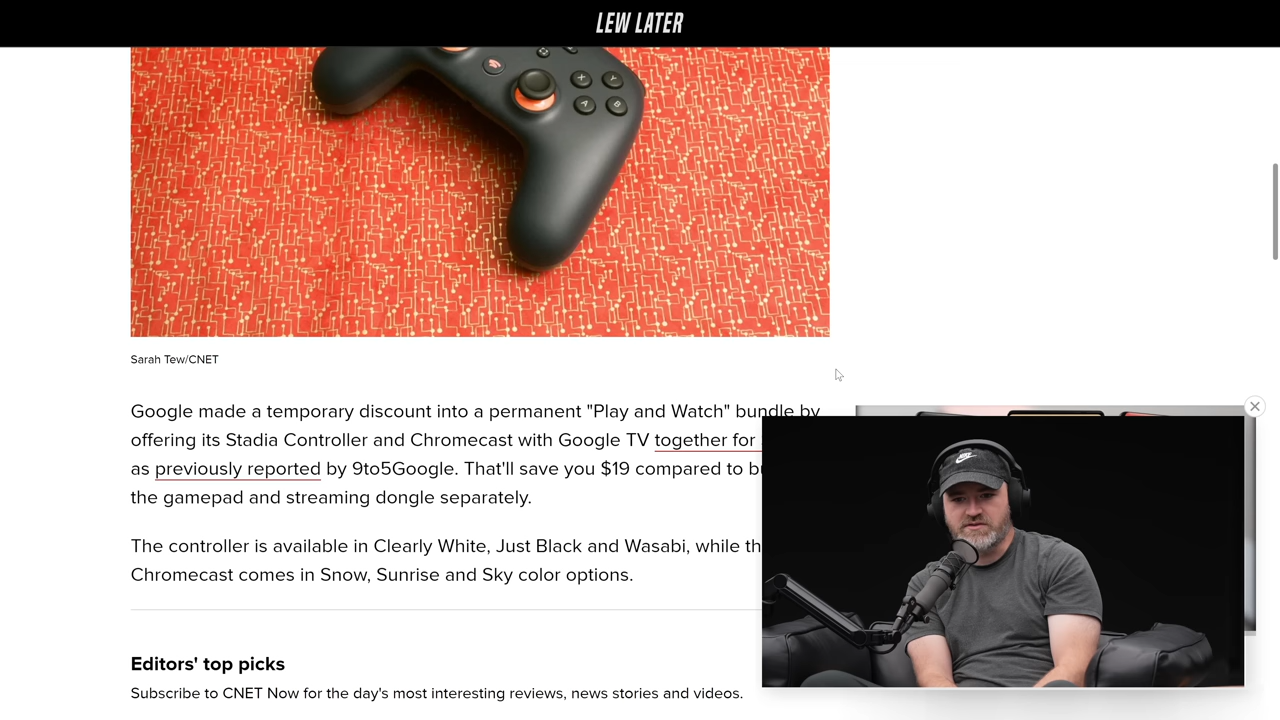 LEW LATER
X
Y
A
B
Sarah Tew/CNET
Google made a temporary discount into a permanent "Play and Watch" bundle by
offering its Stadia Controller and Chromecast with Google TV together for
as previously reported by 9to5Google. That'll save you $19 compared to
the gamepad and streaming dongle separately.
The controller is available in Clearly White, Just Black and Wasabi, while
Chromecast comes in Snow, Sunrise and Sky color options.
Editors' top picks
Subscribe to CNET Now for the day's most interesting reviews, news stories and videos.